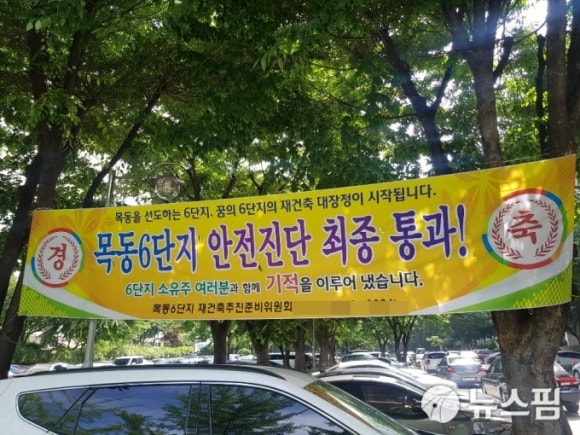 목동을 선도하는 6단지. 꿈의 6단지의 재건축 대장정이 시작됩니다.
경
목동6단지 안전진단 최종 통과!
축
6단지 소유주 여러분과 함께 기적을 이루어 냈습니다.
목동6단지 재건축추진준비위원회
뉴스핌